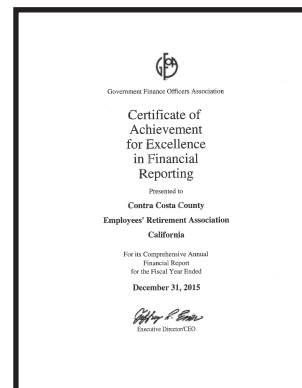 Government Finance Officers Association
Certificate of
Achievement
for Excellence
in Financial
Reporting
Presented to
Contra Costa County
Employees' Retirement Association
California
For its Comprehensive Annual
Financial Report
for the Fiscal Year Ended
December 31, 2015
Jeffrey R. Ener
Executive Director/CEO